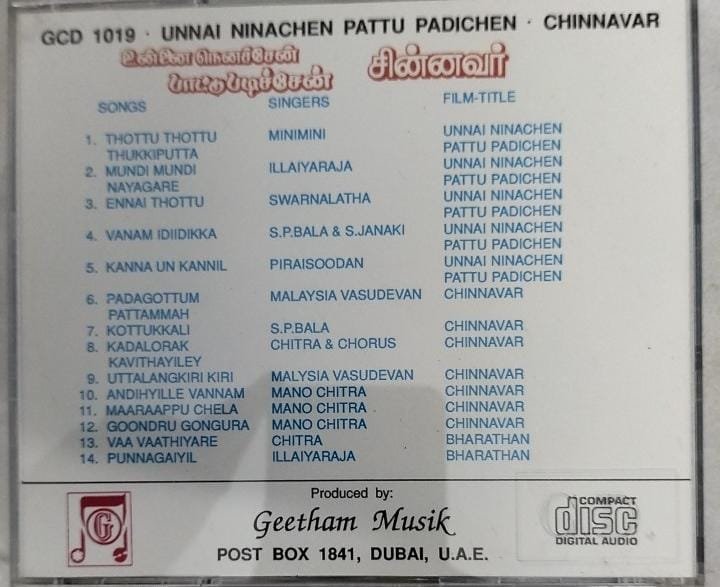 GCD 1019 · UNNAI NINACHEN PATTU PADICHEN · CHINNAVAR
உன்னை நெனச்சேன்
பாட்டு படிச்சேன் சின்னவர்
SONGS SINGERS FILM-TITLE
1. THOTTU THOTTU MINIMINI UNNAI NINACHEN
THUKKIPUTTA PATTU PADICHEN
2. MUNDI MUNDI ILLAIYARAJA UNNAI NINACHEN
NAYAGARE PATTU PADICHEN
3. ENNAI THOTTU SWARNALATHA UNNAI NINACHEN
PATTU PADICHEN
4. VANAM IDIIDIKKA S.P.BALA & S.JANAKI UNNAI NINACHEN
PATTU PADICHEN
5. KANNA UN KANNIL PIRAISOODAN UNNAI NINACHEN
PATTU PADICHEN
6. PADAGOTTUM MALAYSIA VASUDEVAN CHINNAVAR
PATTAMMAH
7. KOTTUKKALI S.P.BALA CHINNAVAR
8. KADALORAK CHITRA & CHORUS CHINNAVAR
KAVITHAYILEY
9. UTTALANGKIRI KIRI MALYSIA VASUDEVAN CHINNAVAR
10. ANDIHYILLE VANNAM MANO CHITRA CHINNAVAR
11. MAARAAPPU CHELA MANO CHITRA CHINNAVAR
12. GOONDRU GONGURA MANO CHITRA CHINNAVAR
13. VAA VAATHIYARE CHITRA BHARATHAN
14. PUNNAGAIYIL ILLAIYARAJA BHARATHAN
Produced by:
G Geetham Musik COMPACT
disc
POST BOX 1841, DUBAI, U.A.E. DIGITAL AUDIO